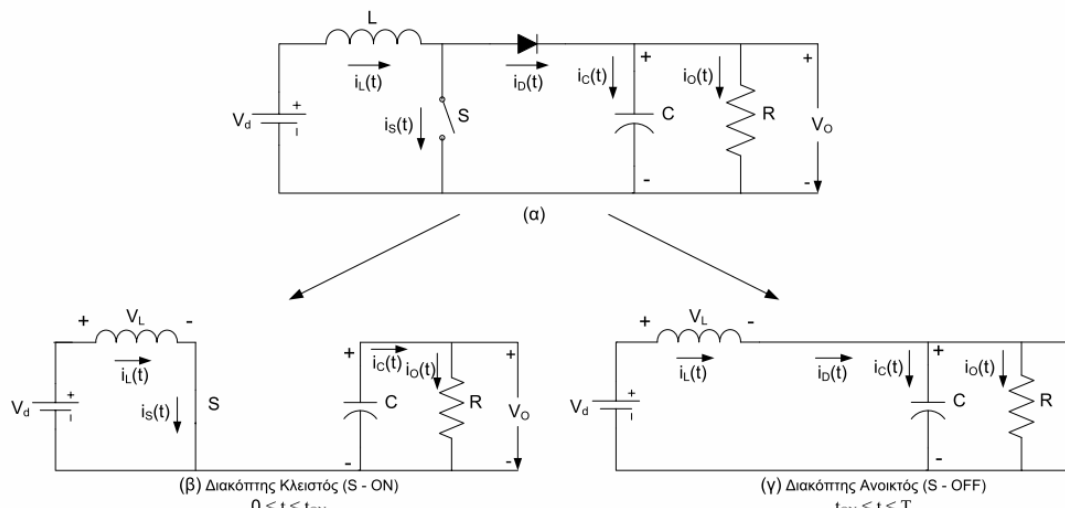 L
i_L(t)
i_D(t)
i_C(t)
i_O(t)
+
+
V_d
+
i_S(t)
S
C
R
V_O
-
-
(α)
+ V_L -
i_L(t)
V_d
+
i_S(t)
S
+
i_C(t)
i_O(t)
+
C
R
V_O
-
-
(β) Διακόπτης Κλειστός (S - ON)
+ V_L -
i_L(t)
i_D(t)
i_C(t)
+
i_O(t)
V_d
+
C
R
-
(γ) Διακόπτης Ανοικτός (S - OFF)